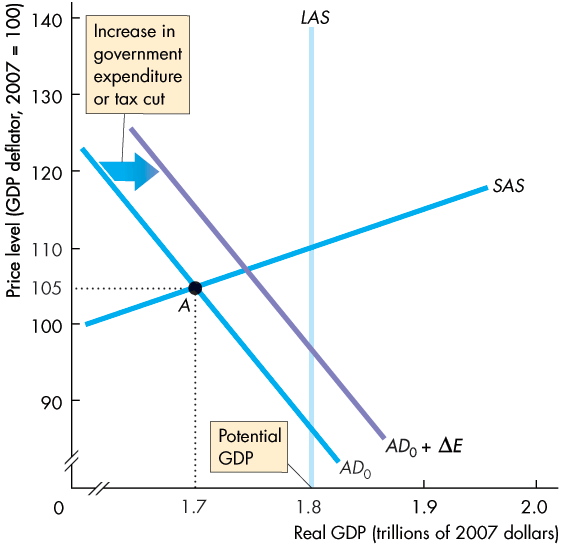 Price level (GDP deflator, 2007 = 100)
140
130
120
110
105
100
90
0
Increase in
government
expenditure
or tax cut
LAS
SAS
A
Potential
GDP
AD0
AD0 + ΔE
1.7
1.8
1.9
2.0
Real GDP (trillions of 2007 dollars)